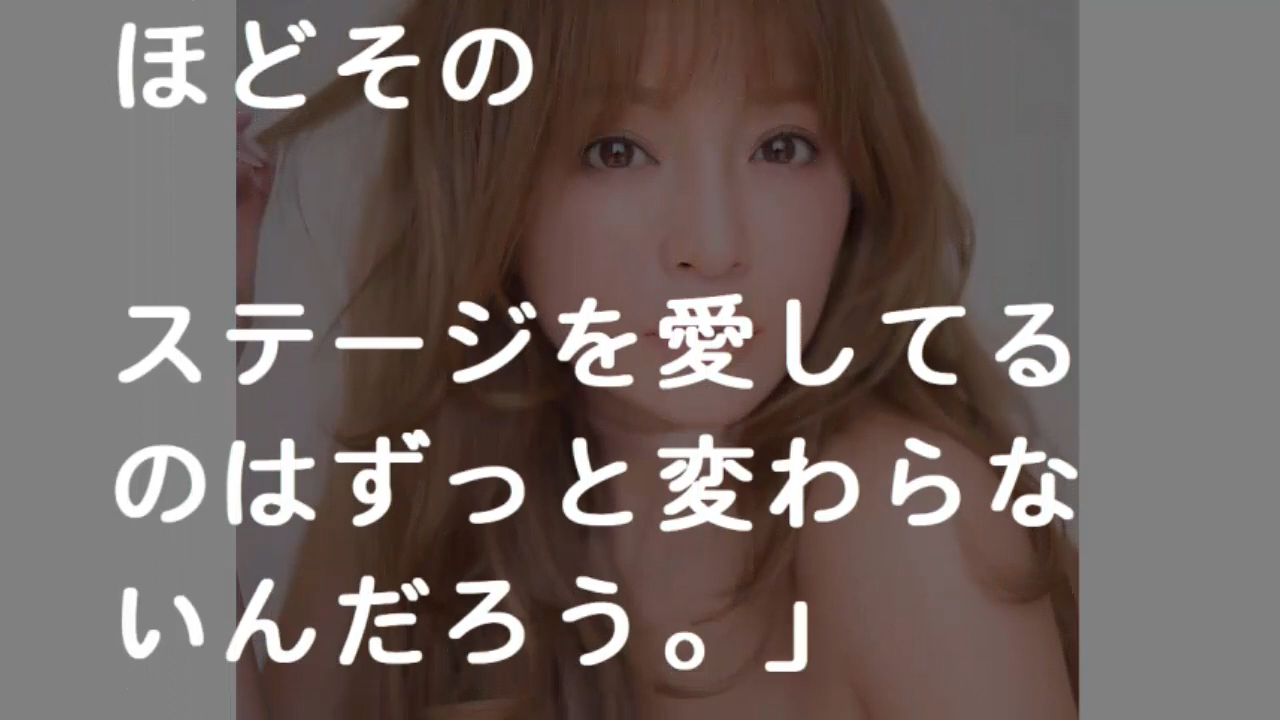 ほどその
ステージを愛してる
のはずっと変わらな
いんだろう。」